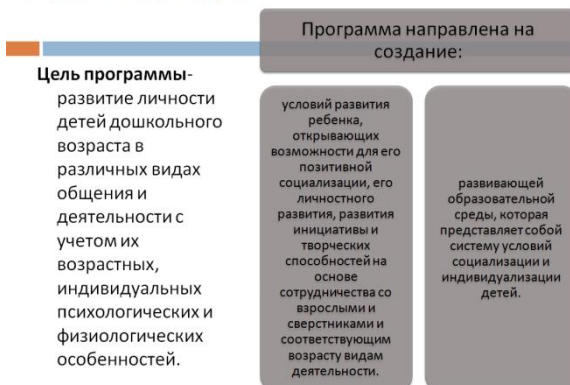 Цель программы-
развитие личности
детей дошкольного
возраста в
различных видах
общения и
деятельности с
учетом их
возрастных,
индивидуальных
психологических и
физиологических
особенностей.
Программа направлена на
создание:
условий развития
ребенка,
открывающих
возможности для его
позитивной
социализации, его
личностного
развития, развития
инициативы и
творческих
способностей на
основе
сотрудничества со
взрослыми и
сверстниками и
соответствующим
возрасту видам
деятельности.
развивающей
образовательной
среды, которая
представляет собой
систему условий
социализации и
индивидуализации
детей.